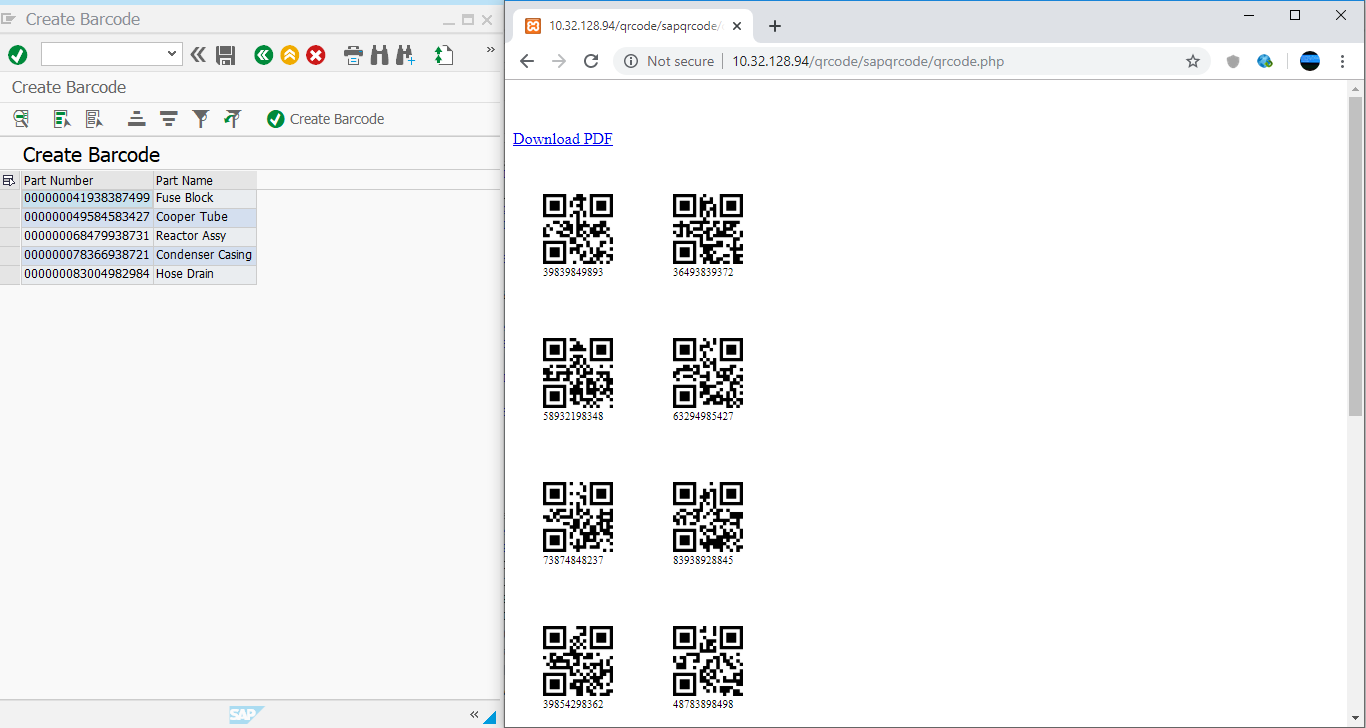 Create Barcode
Create Barcode
Create Barcode
Create Barcode
Part Number Part Name
000000041938387499 Fuse Block
000000049584583427 Cooper Tube
000000068479938731 Reactor Assy
000000078366938721 Condenser Casing
000000083004982984 Hose Drain
SAP
10.32.128.94/qrcode/sapqrcode/
Not secure 10.32.128.94/qrcode/sapqrcode/qrcode.php
Download PDF
39839849893 36493839372
58932198348 63294985427
73874848237 83938928845
39854298362 48783898498